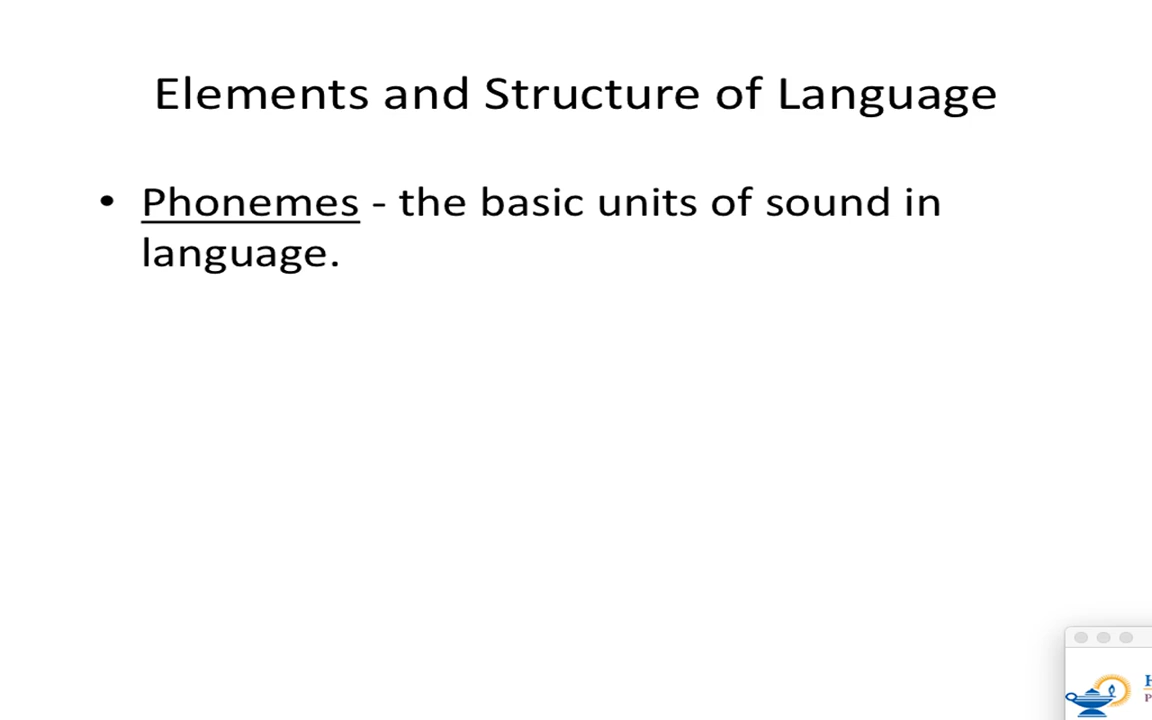 Elements and Structure of Language
• Phonemes - the basic units of sound in
language.
H
P